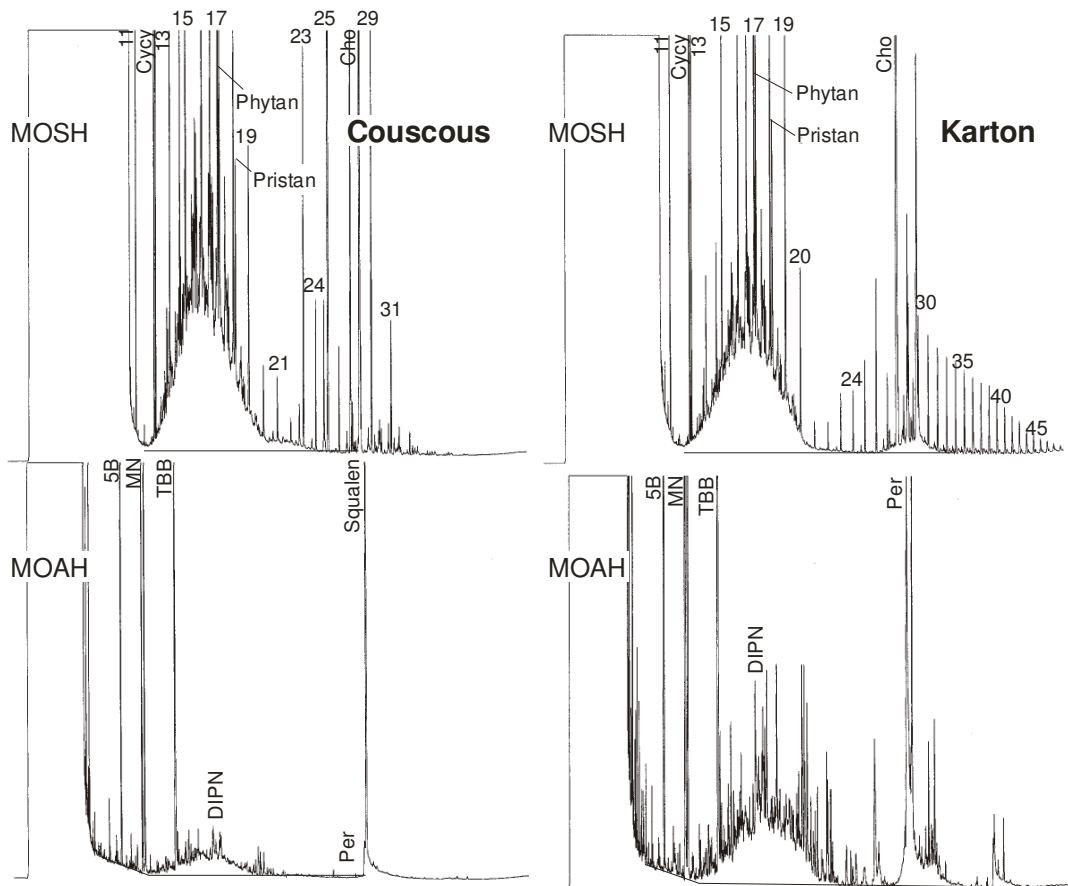 11
Cycy
13
15
17
23
25
Cho
29
Phytan
19
Pristan
MOSH
Couscous
24
21
31
11
Cycy
13
15
17
19
Cho
Phytan
Pristan
MOSH
Karton
20
30
24
35
40
45
5B
MN
TBB
Squalen
MOAH
DIPN
Per
5B
MN
TBB
Per
MOAH
DIPN